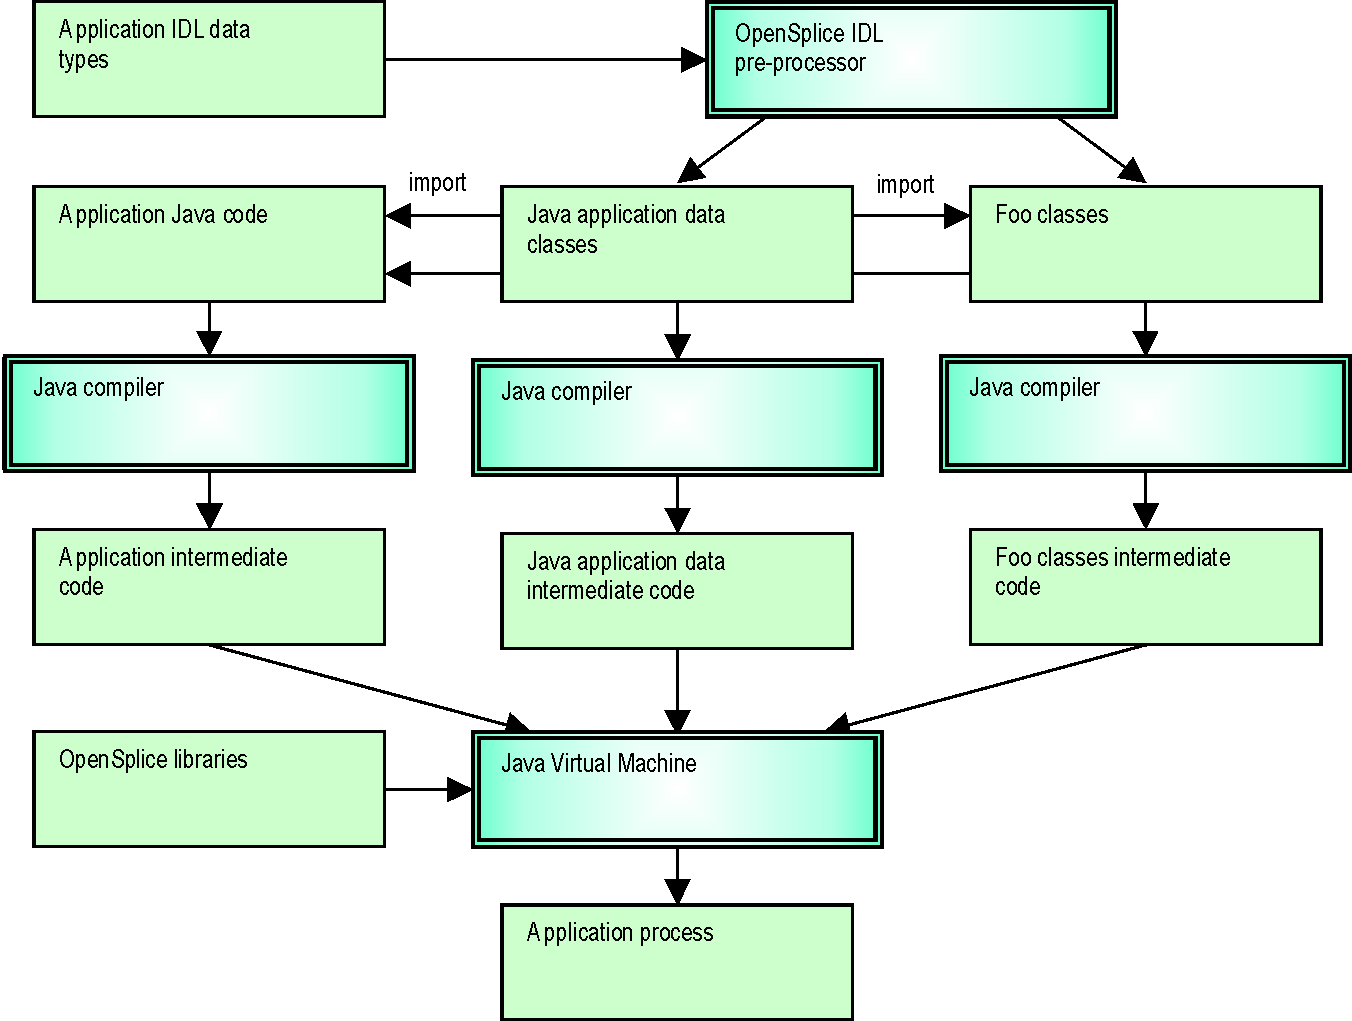 Application IDL data
types
OpenSplice IDL
pre-processor
import
import
Application Java code
Java application data
classes
Foo classes
Java compiler
Java compiler
Java compiler
Application intermediate
code
Java application data
intermediate code
Foo classes intermediate
code
OpenSplice libraries
Java Virtual Machine
Application process